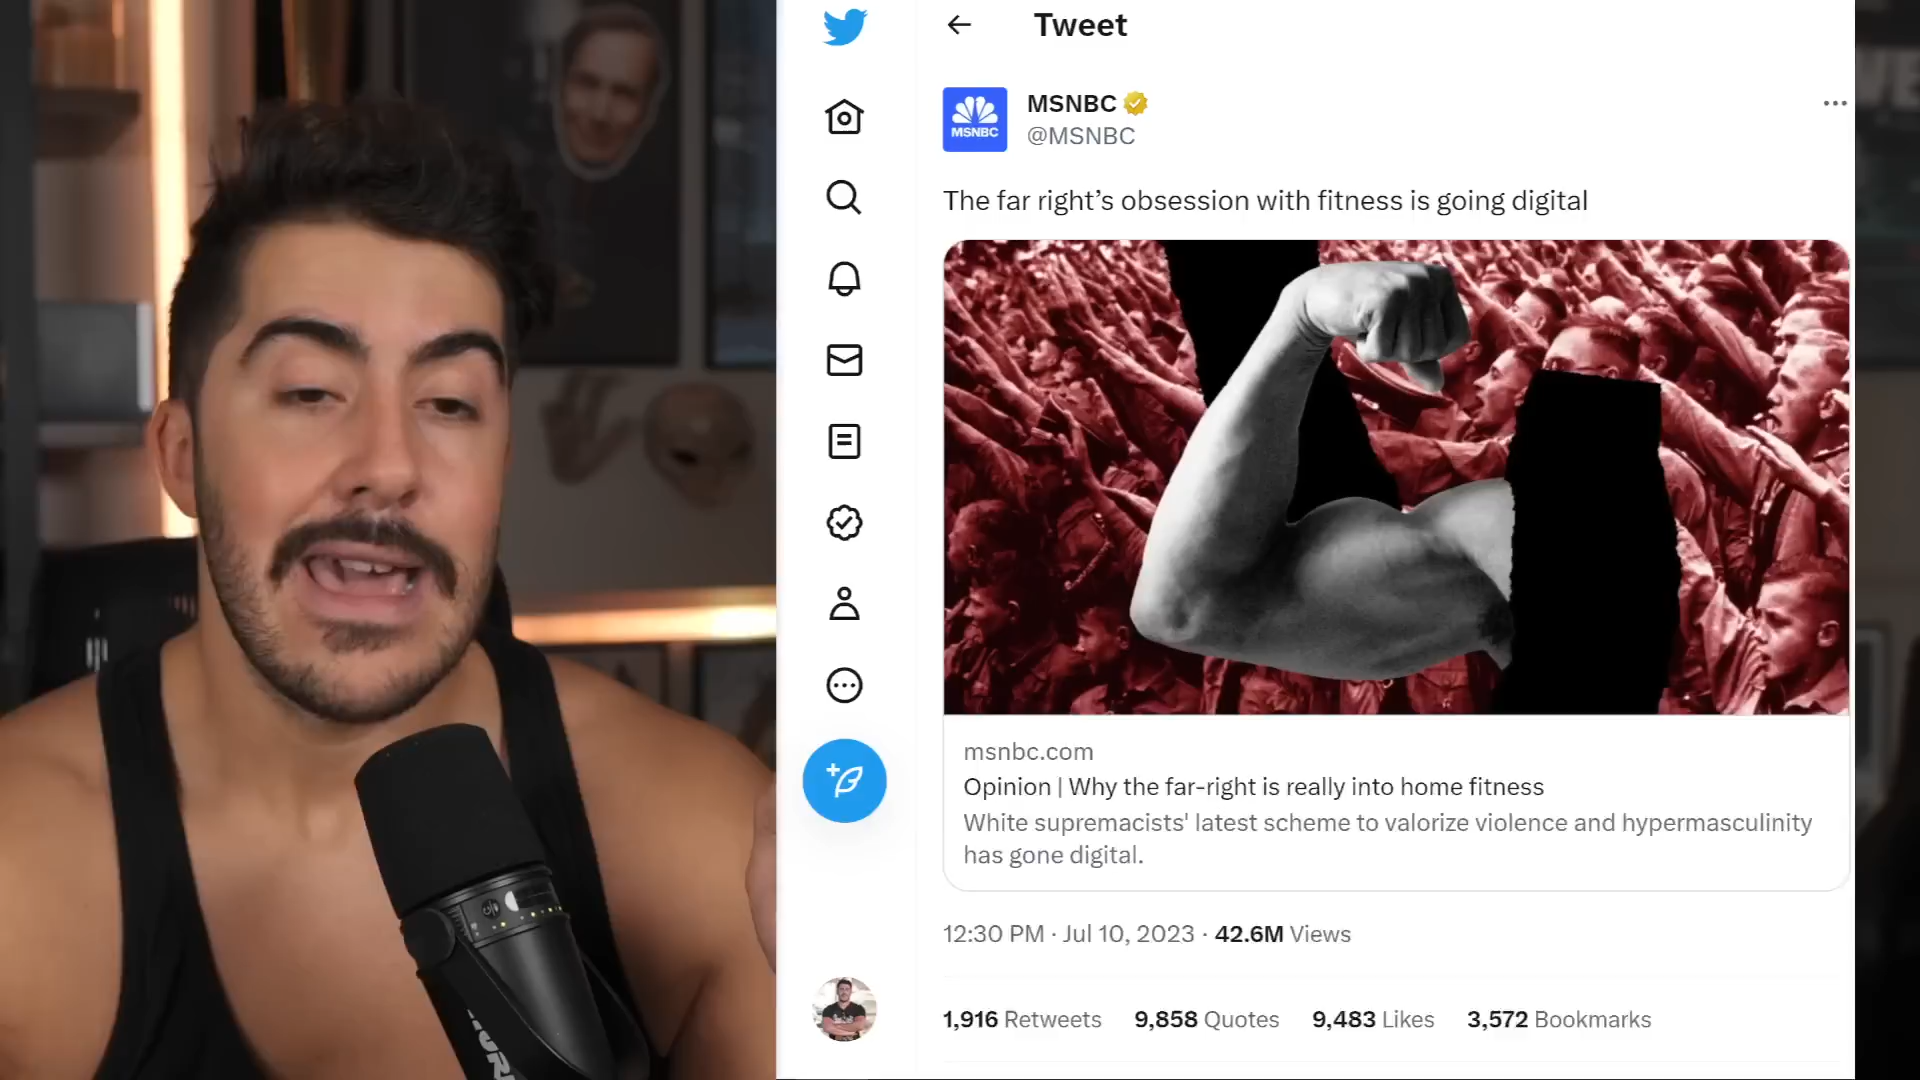 Tweet
MSNBC
MSNBC
@MSNBC
The far right’s obsession with fitness is going digital
msnbc.com
Opinion | Why the far-right is really into home fitness
White supremacists' latest scheme to valorize violence and hypermasculinity
has gone digital.
12:30 PM · Jul 10, 2023 · 42.6M Views
1,916 Retweets 9,858 Quotes 9,483 Likes 3,572 Bookmarks